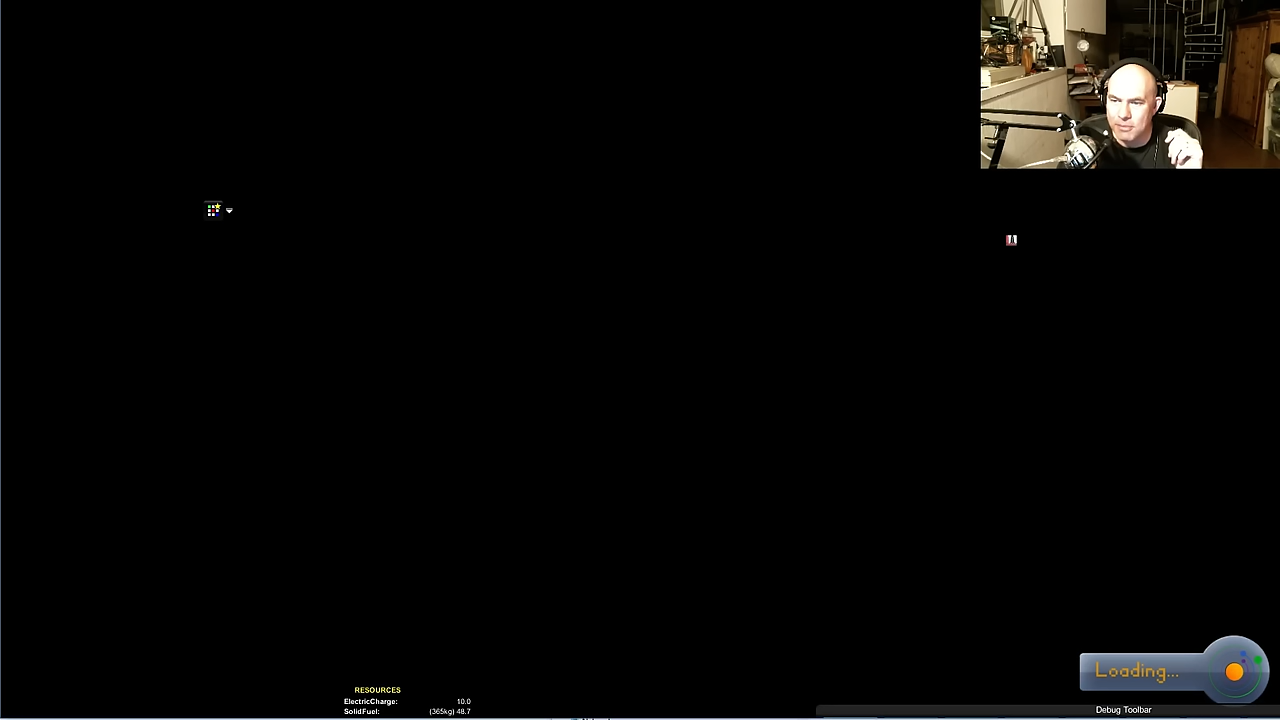 Loading...
RESOURCES
ElectricCharge: 10.0
SolidFuel: (365kg) 48.7
Debug Toolbar